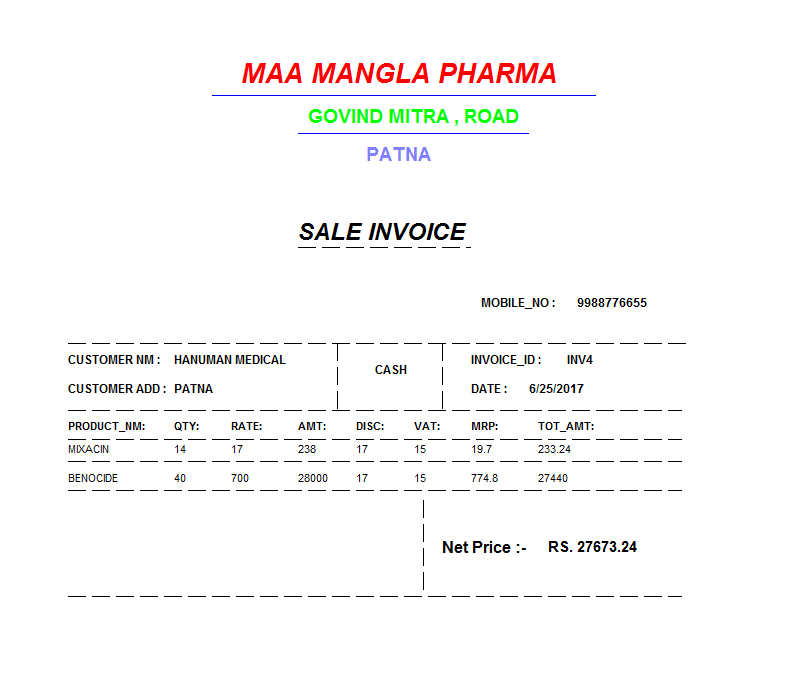 MAA MANGLA PHARMA
GOVIND MITRA , ROAD
PATNA
SALE INVOICE
MOBILE_NO : 9988776655
CUSTOMER NM : HANUMAN MEDICAL CASH INVOICE_ID : INV4
CUSTOMER ADD : PATNA DATE : 6/25/2017
PRODUCT_NM: QTY: RATE: AMT: DISC: VAT: MRP: TOT_AMT:
MIXACIN 14 17 238 17 15 19.7 233.24
BENOCIDE 40 700 28000 17 15 774.8 27440
Net Price :- RS. 27673.24